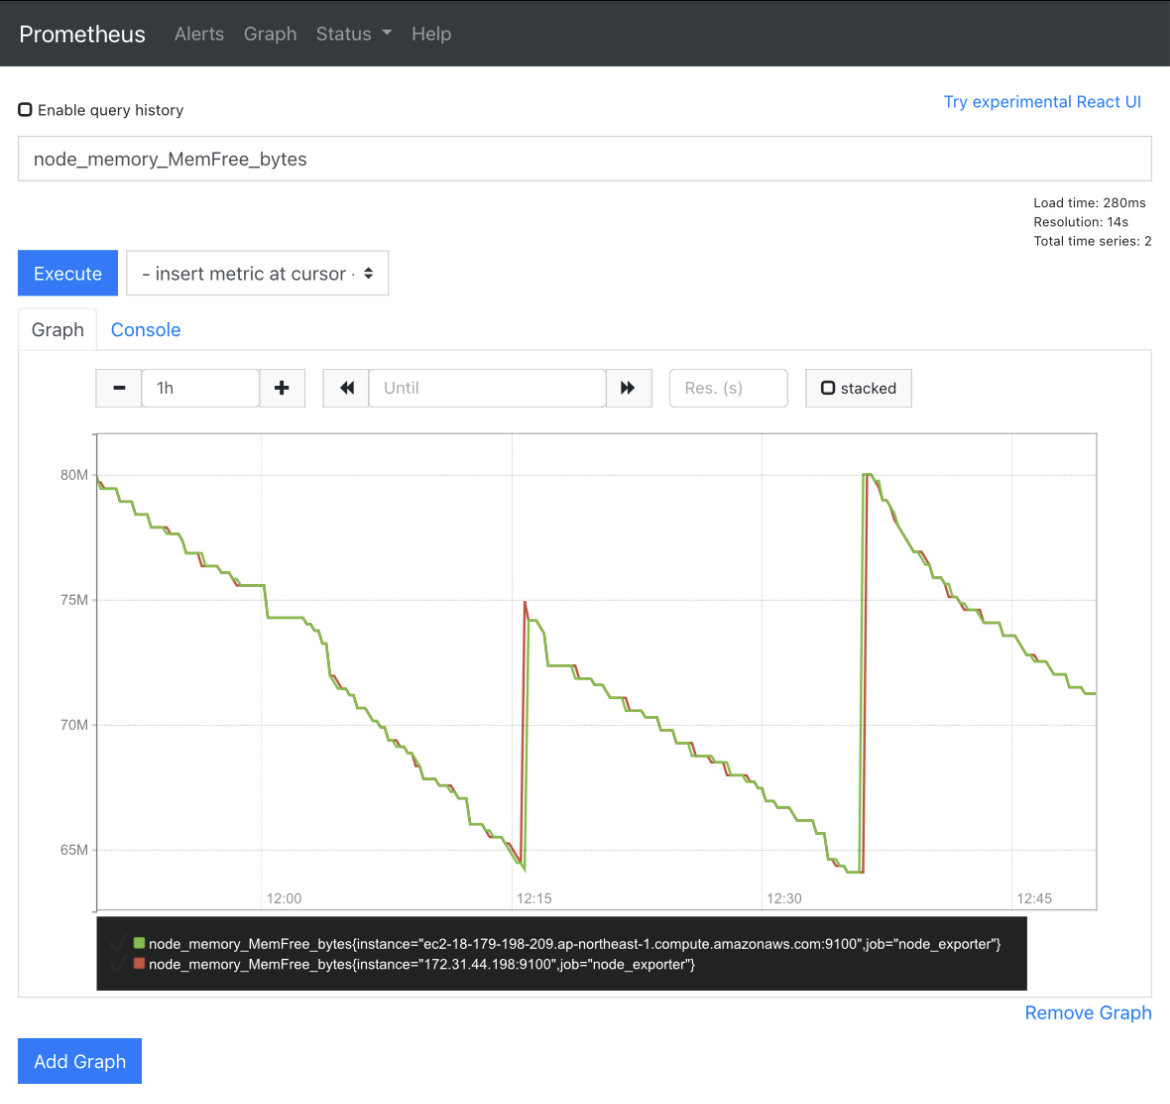 Prometheus Alerts Graph Status Help
Enable query history
Try experimental React UI
node_memory_MemFree_bytes
Load time: 280ms
Resolution: 14s
Total time series: 2
Execute
- insert metric at cursor -
Graph Console
1h
Until
Res. (s)
stacked
80M
75M
70M
65M
12:00 12:15 12:30 12:45
node_memory_MemFree_bytes{instance="ec2-18-179-198-209.ap-northeast-1.compute.amazonaws.com:9100",job="node_exporter"}
node_memory_MemFree_bytes{instance="172.31.44.198:9100",job="node_exporter"}
Remove Graph
Add Graph